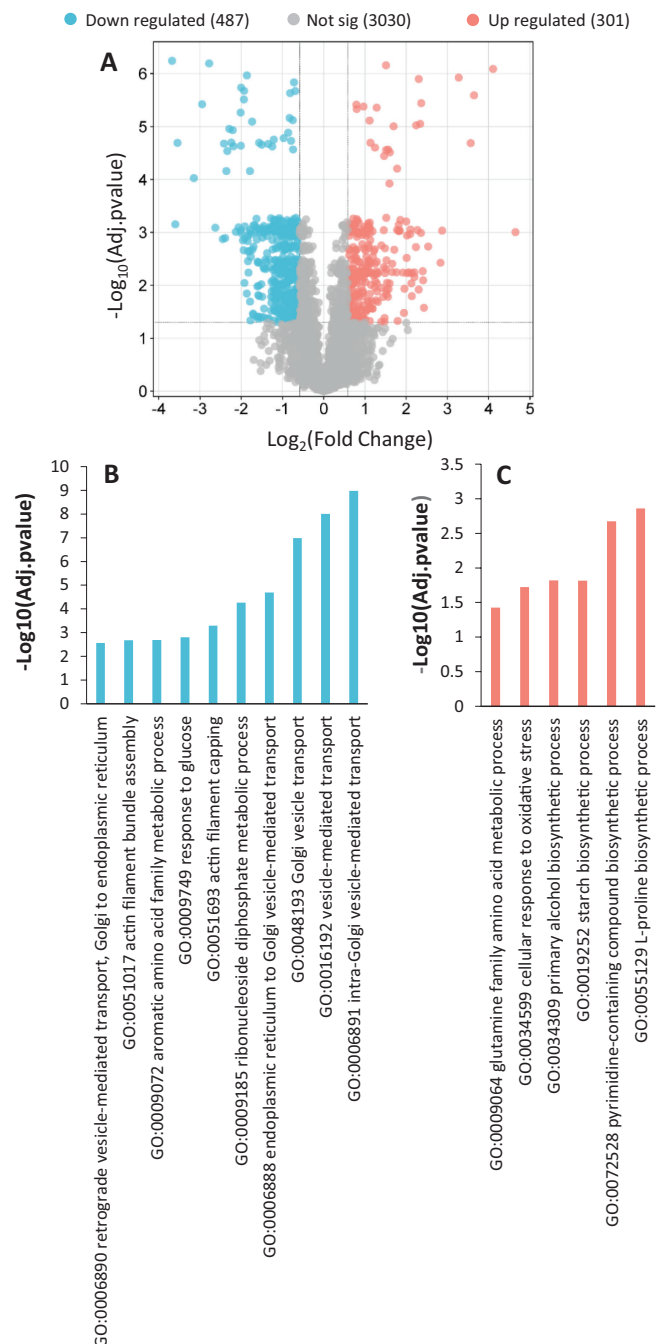 Down regulated (487) Not sig (3030) Up regulated (301)
A
-Log10(Adj.pvalue)
6
5
4
3
2
1
0
-4 -3 -2 -1 0 1 2 3 4 5
Log2(Fold Change)
B
-Log10(Adj.pvalue)
10
9
8
7
6
5
4
3
2
1
0
GO:0006890 retrograde vesicle-mediated transport, Golgi to endoplasmic reticulum
GO:0051017 actin filament bundle assembly
GO:0009072 aromatic amino acid family metabolic process
GO:0009749 response to glucose
GO:0051693 actin filament capping
GO:0009185 ribonucleoside diphosphate metabolic process
GO:0006888 endoplasmic reticulum to Golgi vesicle-mediated transport
GO:0048193 Golgi vesicle transport
GO:0016192 vesicle-mediated transport
GO:0006891 intra-Golgi vesicle-mediated transport
C
-Log10(Adj.pvalue)
3.5
3
2.5
2
1.5
1
0.5
0
GO:0009064 glutamine family amino acid metabolic process
GO:0034599 cellular response to oxidative stress
GO:0034309 primary alcohol biosynthetic process
GO:0019252 starch biosynthetic process
GO:0072528 pyrimidine-containing compound biosynthetic process
GO:0055129 L-proline biosynthetic process